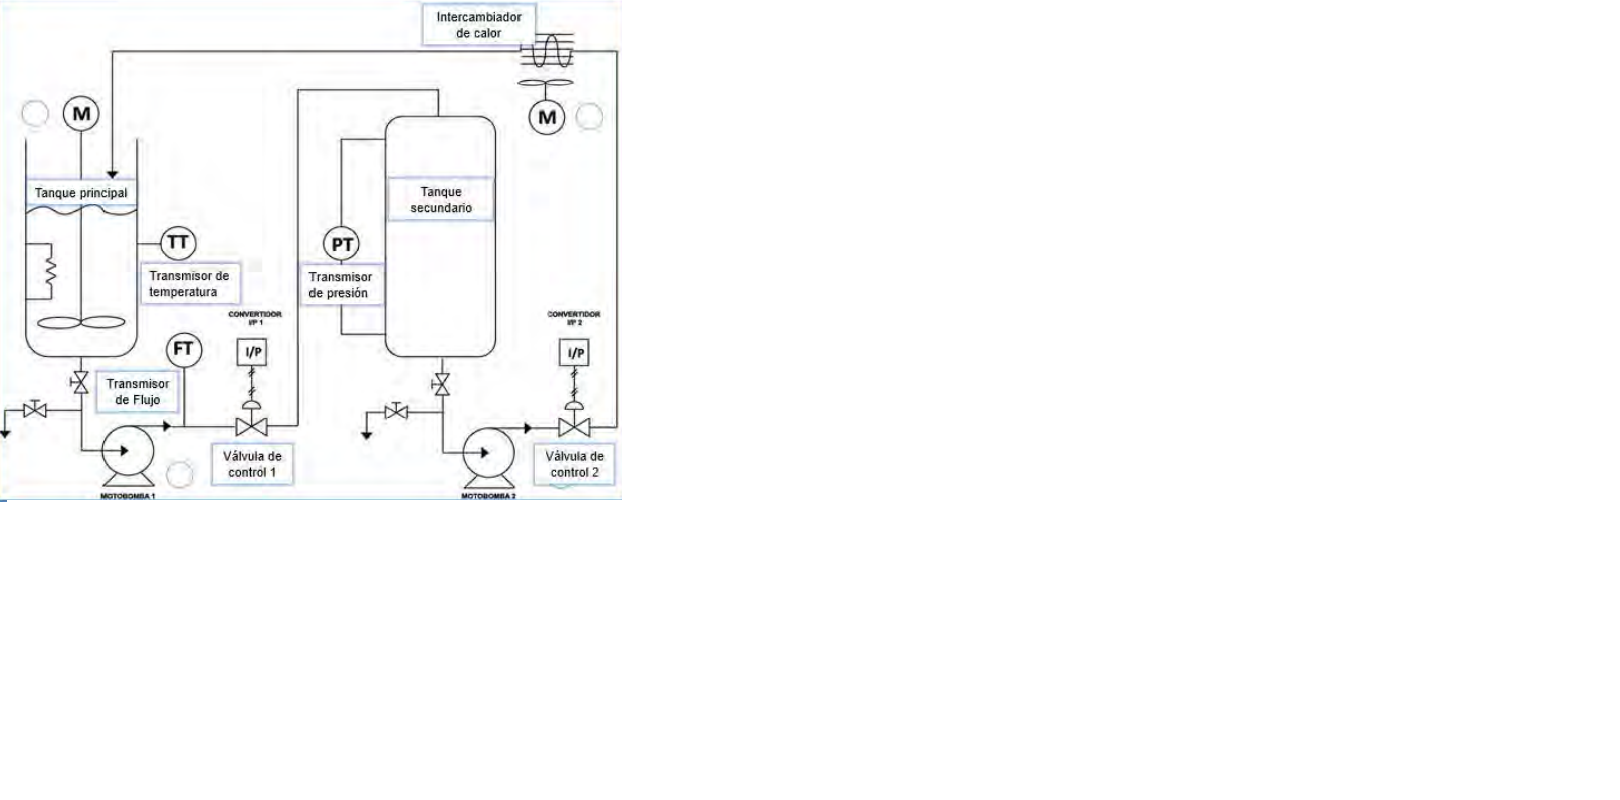 Intercambiador
de calor
M
M
Tanque principal
Tanque
secundario
TT
PT
Transmisor de
temperatura
Transmisor
de presión
CONVERTIDOR
I/P 1
CONVERTIDOR
I/P 2
FT
I/P
I/P
Transmisor
de Flujo
Válvula de
control 1
Válvula de
control 2
MOTOBOMBA 1
MOTOBOMBA 2